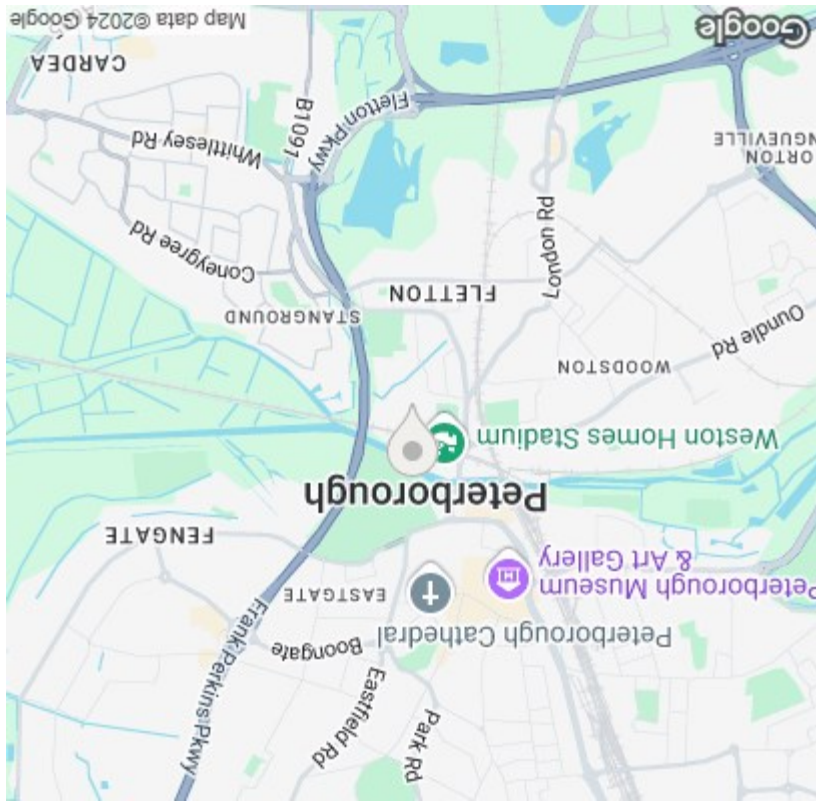 Park Rd
Eastfield Rd
Boongate
Peterborough Cathedral
Frank Perkins Pkwy
EASTGATE
Peterborough Museum
& Art Gallery
FENGATE
Peterborough
Weston Homes Stadium
WOODSTON
Oundle Rd
STANGROUND
FLETTON
London Rd
Coneygree Rd
ORTON
NGUEVILLE
Whittlesey Rd
B1091
Fletton Pkwy
CARDEA
Google
Map data ©2024 Google